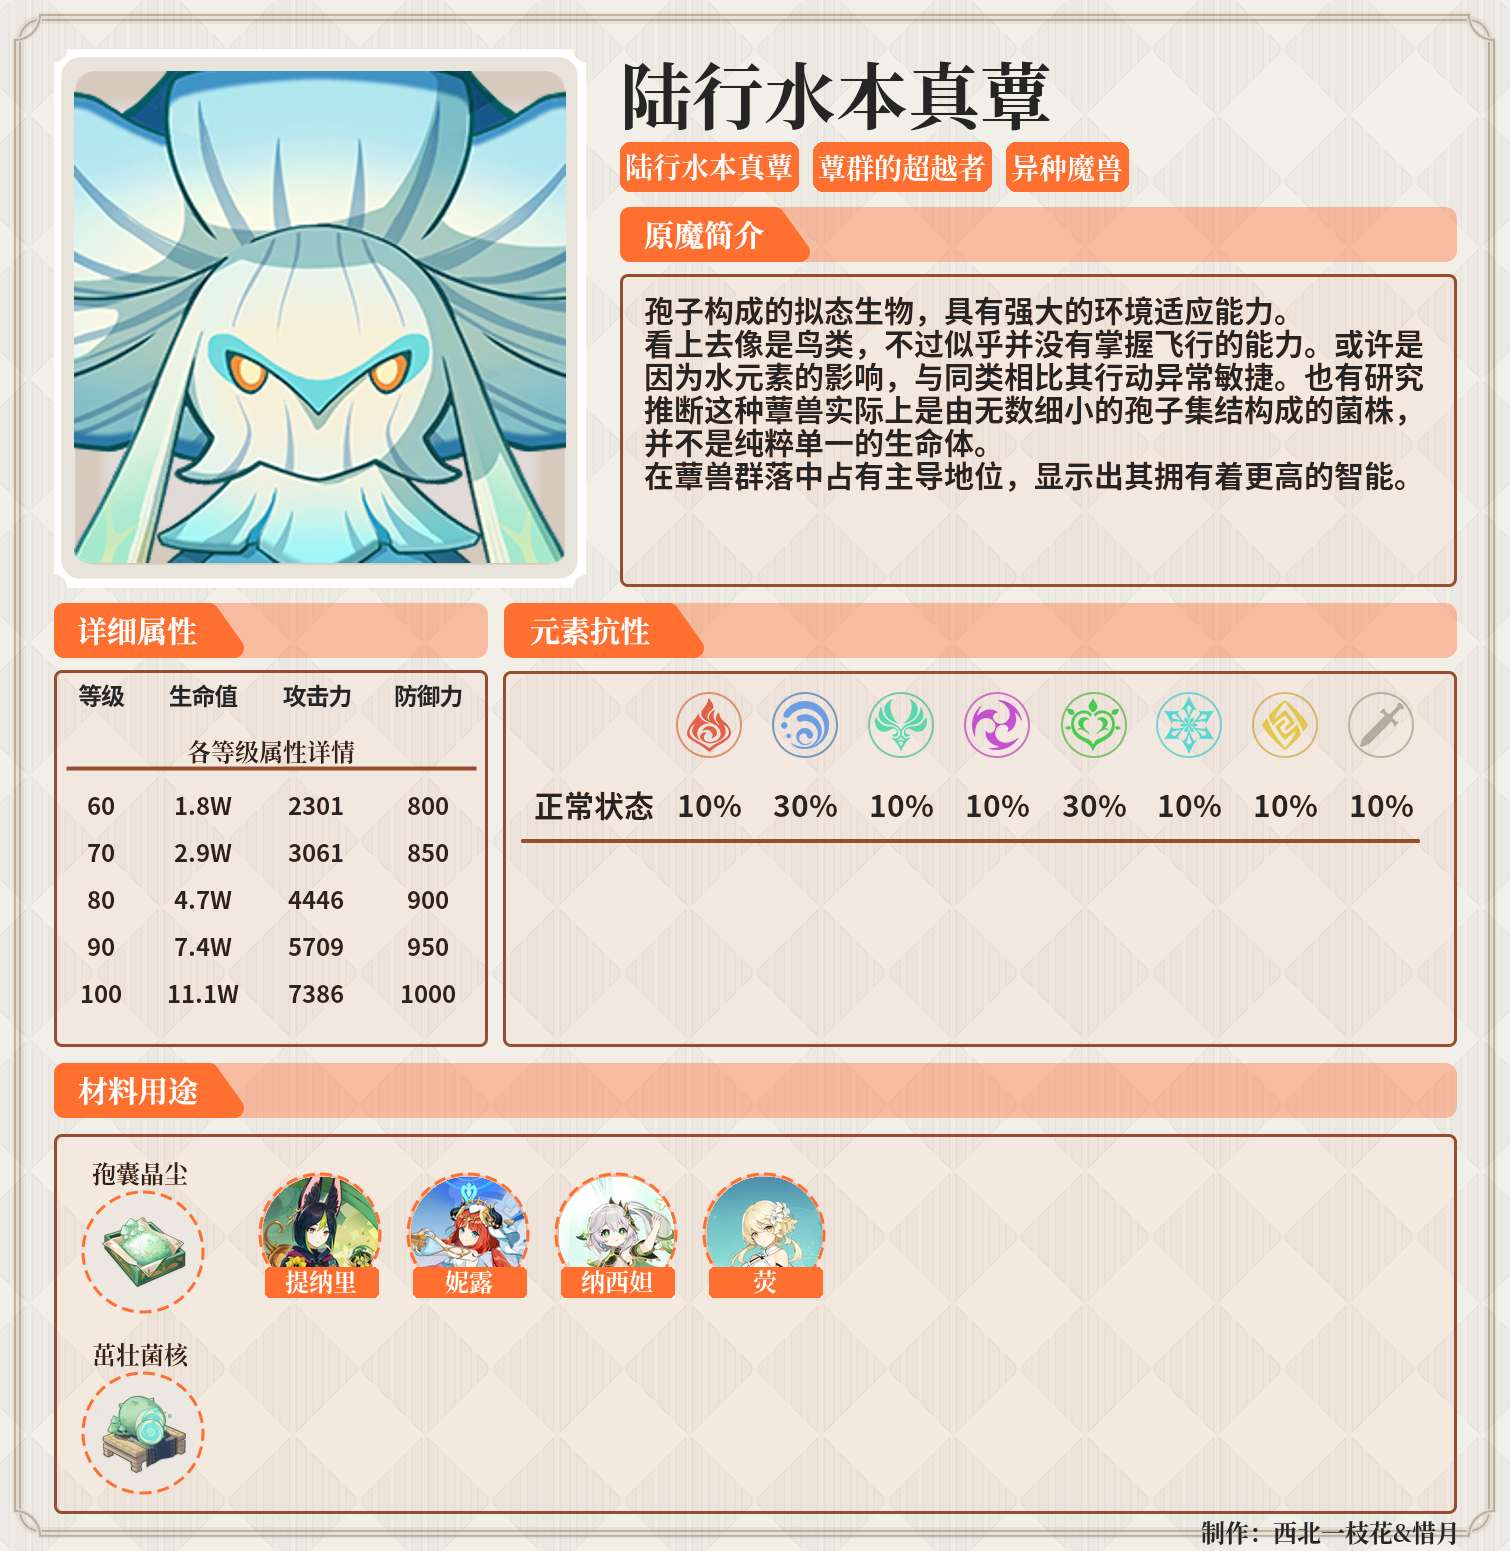 陆行水本真蕈
陆行水本真蕈 蕈群的超越者 异种魔兽
原魔简介
孢子构成的拟态生物，具有强大的环境适应能力。
看上去像是鸟类，不过似乎并没有掌握飞行的能力。或许是
因为水元素的影响，与同类相比其行动异常敏捷。也有研究
推断这种蕈兽实际上是由无数细小的孢子集结构成的菌株，
并不是纯粹单一的生命体。
在蕈兽群落中占有主导地位，显示出其拥有着更高的智能。
详细属性
等级 生命值 攻击力 防御力
各等级属性详情
60 1.8W 2301 800
70 2.9W 3061 850
80 4.7W 4446 900
90 7.4W 5709 950
100 11.1W 7386 1000
元素抗性
正常状态 10% 30% 10% 10% 30% 10% 10% 10%
材料用途
孢囊晶尘
提纳里 妮露 纳西妲 荧
茁壮菌核
制作：西北一枝花&惜月